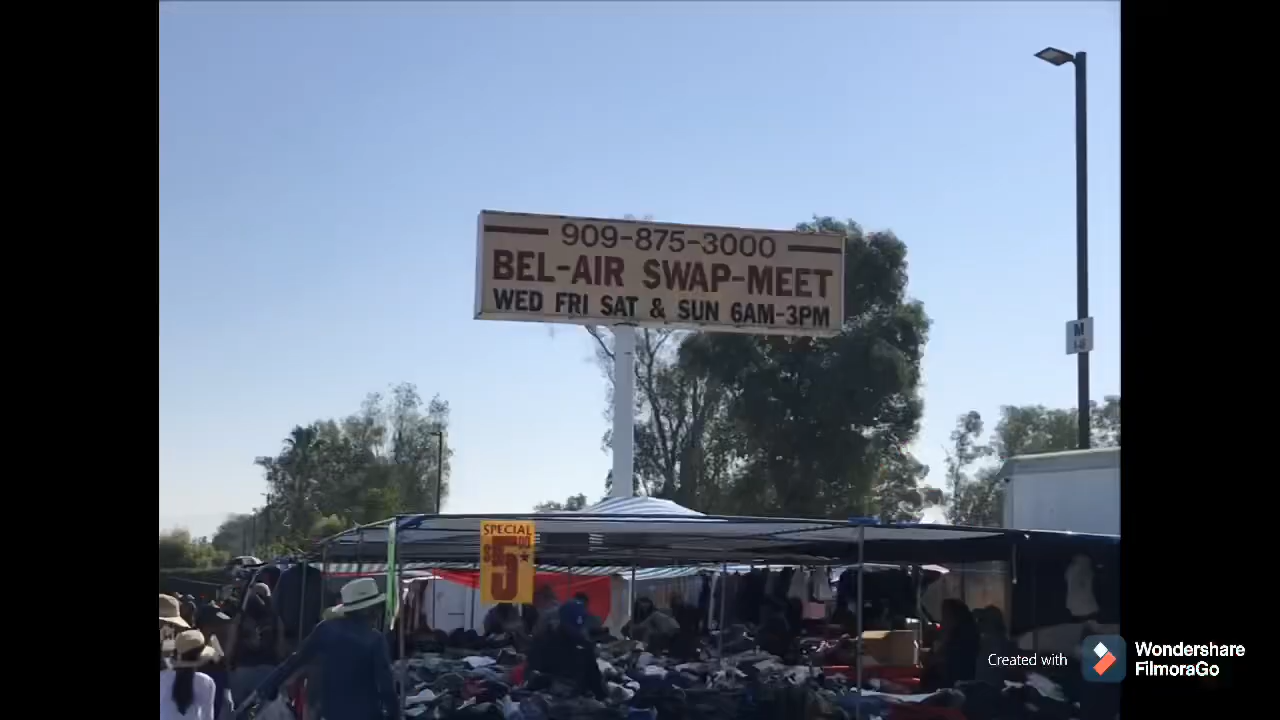 909-875-3000
BEL-AIR SWAP-MEET
WED FRI SAT & SUN 6AM-3PM
M
SPECIAL
$5.00*
Created with
Wondershare
FilmoraGo